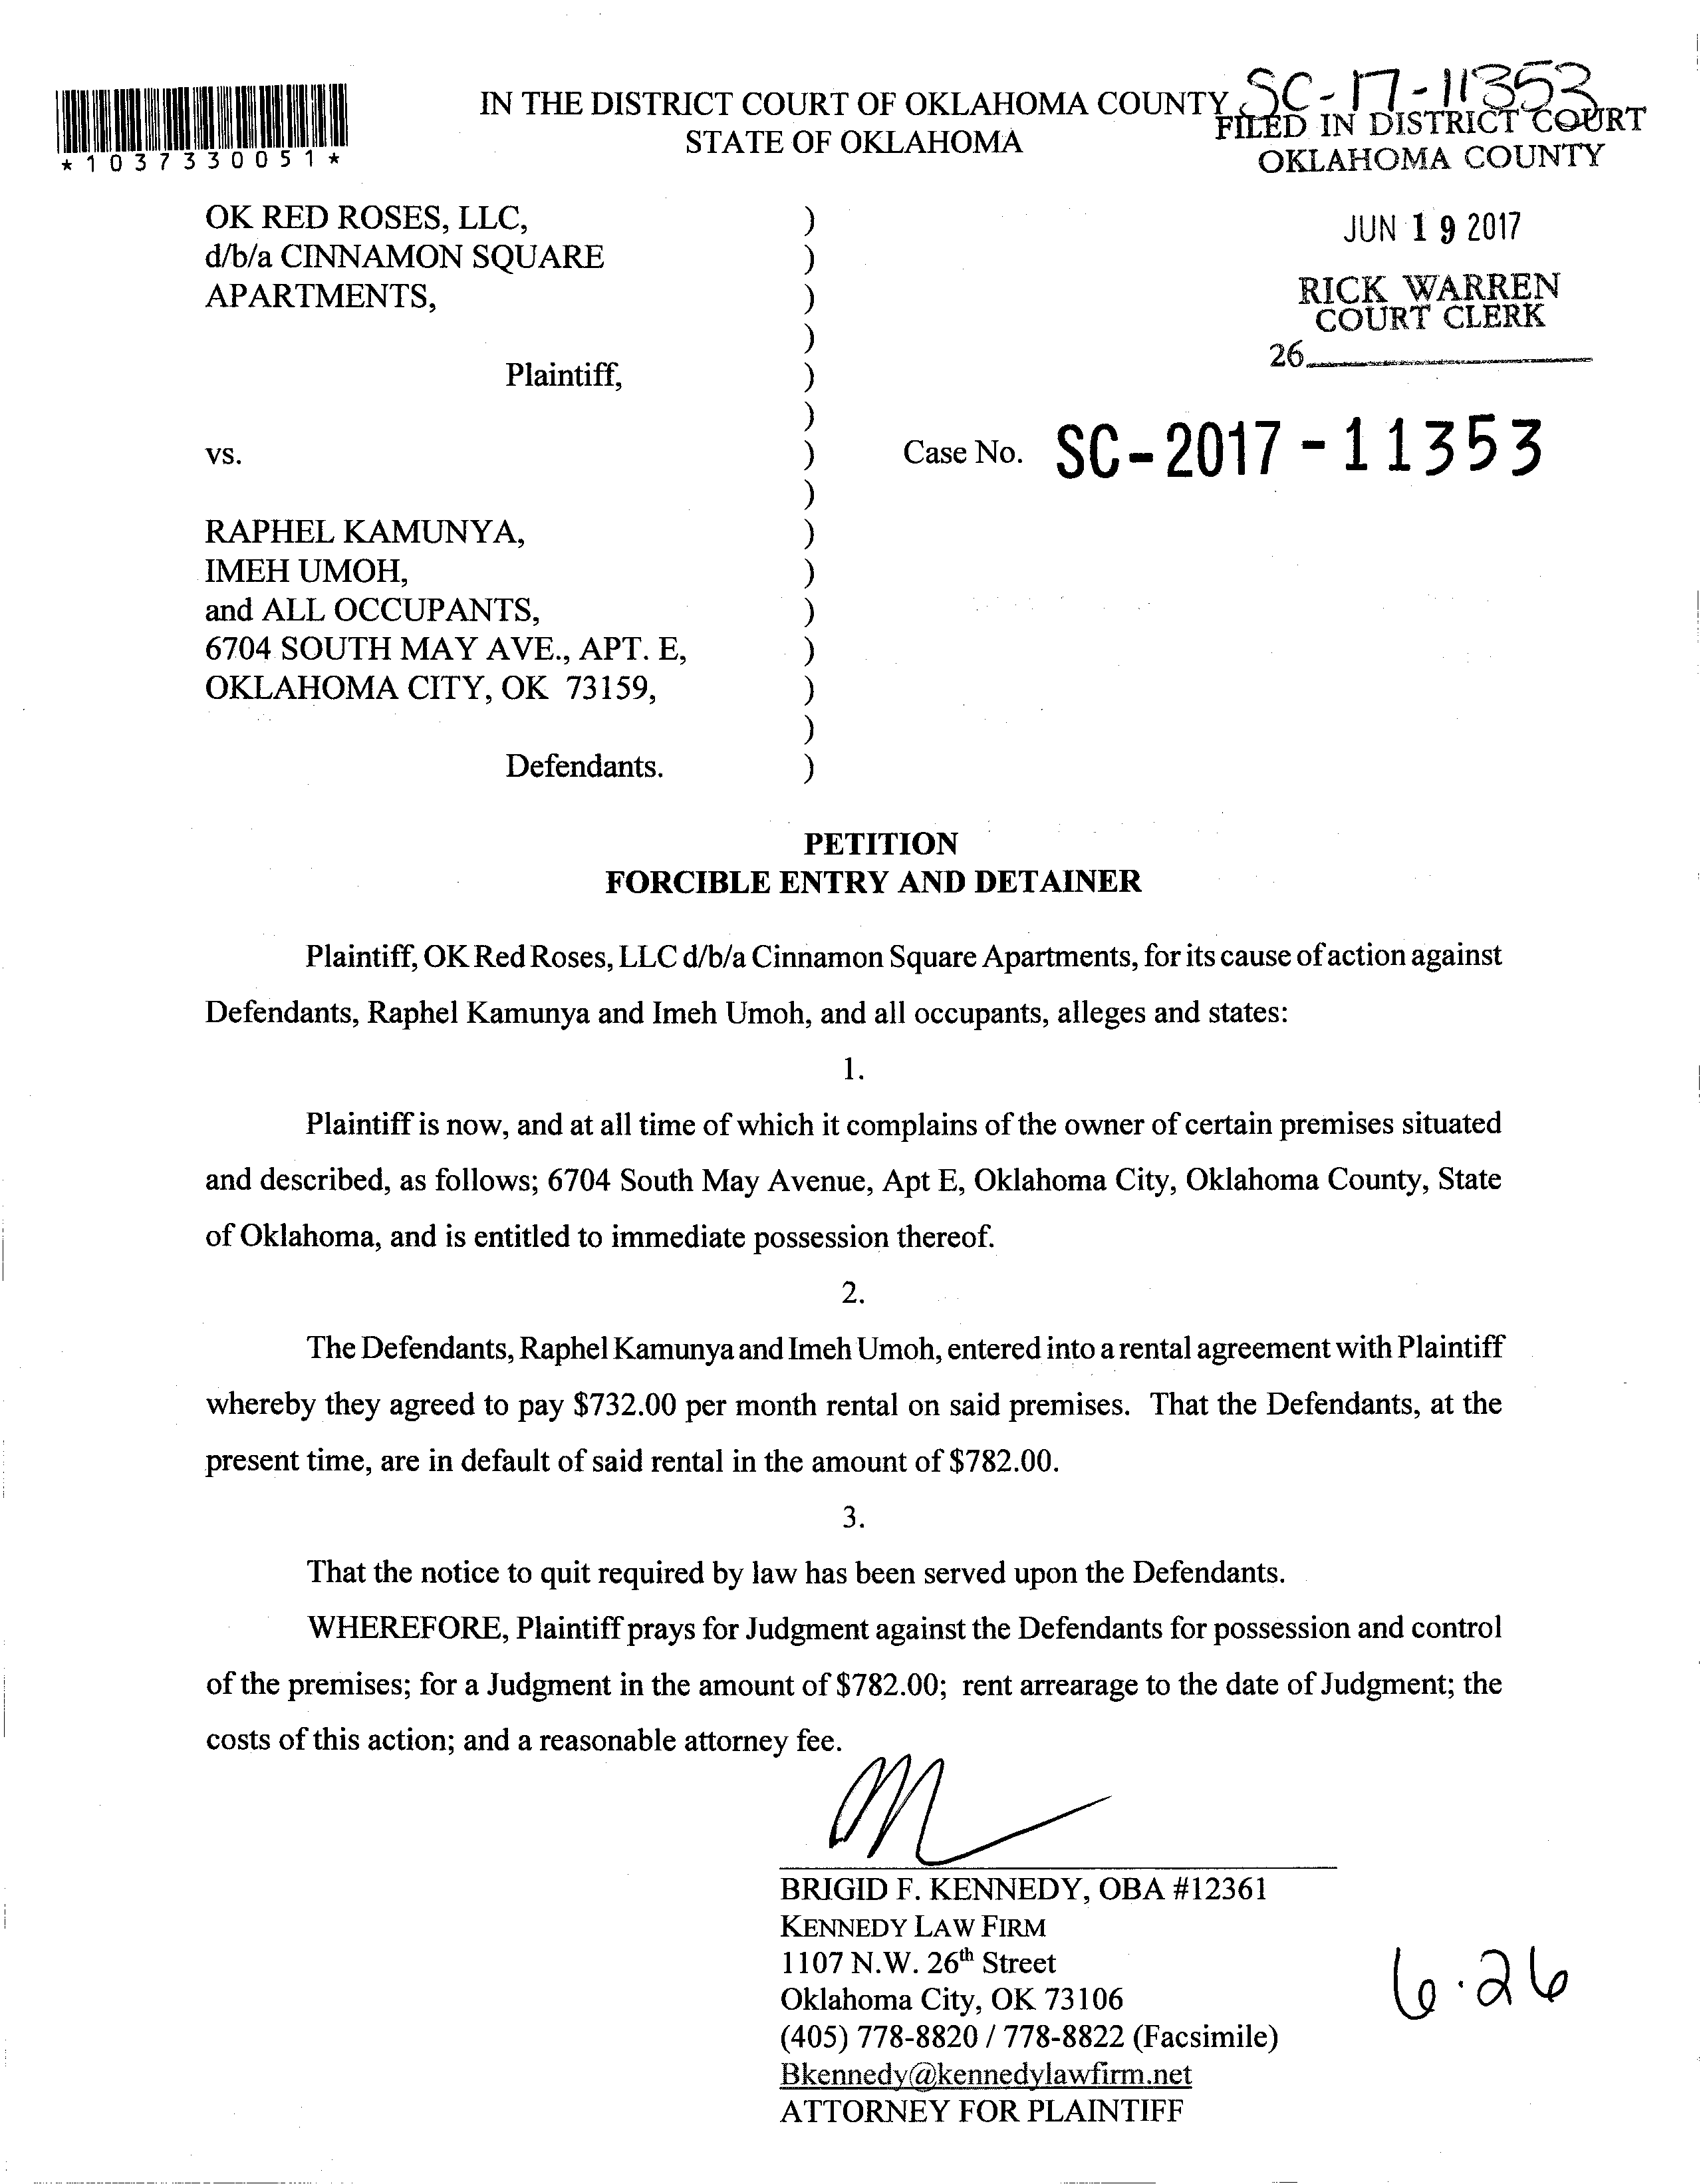 SC-17-11353
IN THE DISTRICT COURT OF OKLAHOMA COUNTY
STATE OF OKLAHOMA
FILED IN DISTRICT COURT
OKLAHOMA COUNTY
*1037330051*
JUN 19 2017
RICK WARREN
COURT CLERK
26
OK RED ROSES, LLC, )
d/b/a CINNAMON SQUARE )
APARTMENTS, )
)
Plaintiff, )
)
vs. ) Case No. SC-2017-11353
)
RAPHEL KAMUNYA, )
IMEH UMOH, )
and ALL OCCUPANTS, )
6704 SOUTH MAY AVE., APT. E, )
OKLAHOMA CITY, OK 73159, )
)
Defendants. )
PETITION
FORCIBLE ENTRY AND DETAINER
Plaintiff, OK Red Roses, LLC d/b/a Cinnamon Square Apartments, for its cause of action against
Defendants, Raphel Kamunya and Imeh Umoh, and all occupants, alleges and states:
1.
Plaintiff is now, and at all time of which it complains of the owner of certain premises situated
and described, as follows; 6704 South May Avenue, Apt E, Oklahoma City, Oklahoma County, State
of Oklahoma, and is entitled to immediate possession thereof.
2.
The Defendants, Raphel Kamunya and Imeh Umoh, entered into a rental agreement with Plaintiff
whereby they agreed to pay $732.00 per month rental on said premises. That the Defendants, at the
present time, are in default of said rental in the amount of $782.00.
3.
That the notice to quit required by law has been served upon the Defendants.
WHEREFORE, Plaintiff prays for Judgment against the Defendants for possession and control
of the premises; for a Judgment in the amount of $782.00; rent arrearage to the date of Judgment; the
costs of this action; and a reasonable attorney fee.
BRIGID F. KENNEDY, OBA #12361
KENNEDY LAW FIRM
1107 N.W. 26th Street
Oklahoma City, OK 73106
(405) 778-8820 / 778-8822 (Facsimile)
Bkennedy@kennedylawfirm.net
ATTORNEY FOR PLAINTIFF
6.26